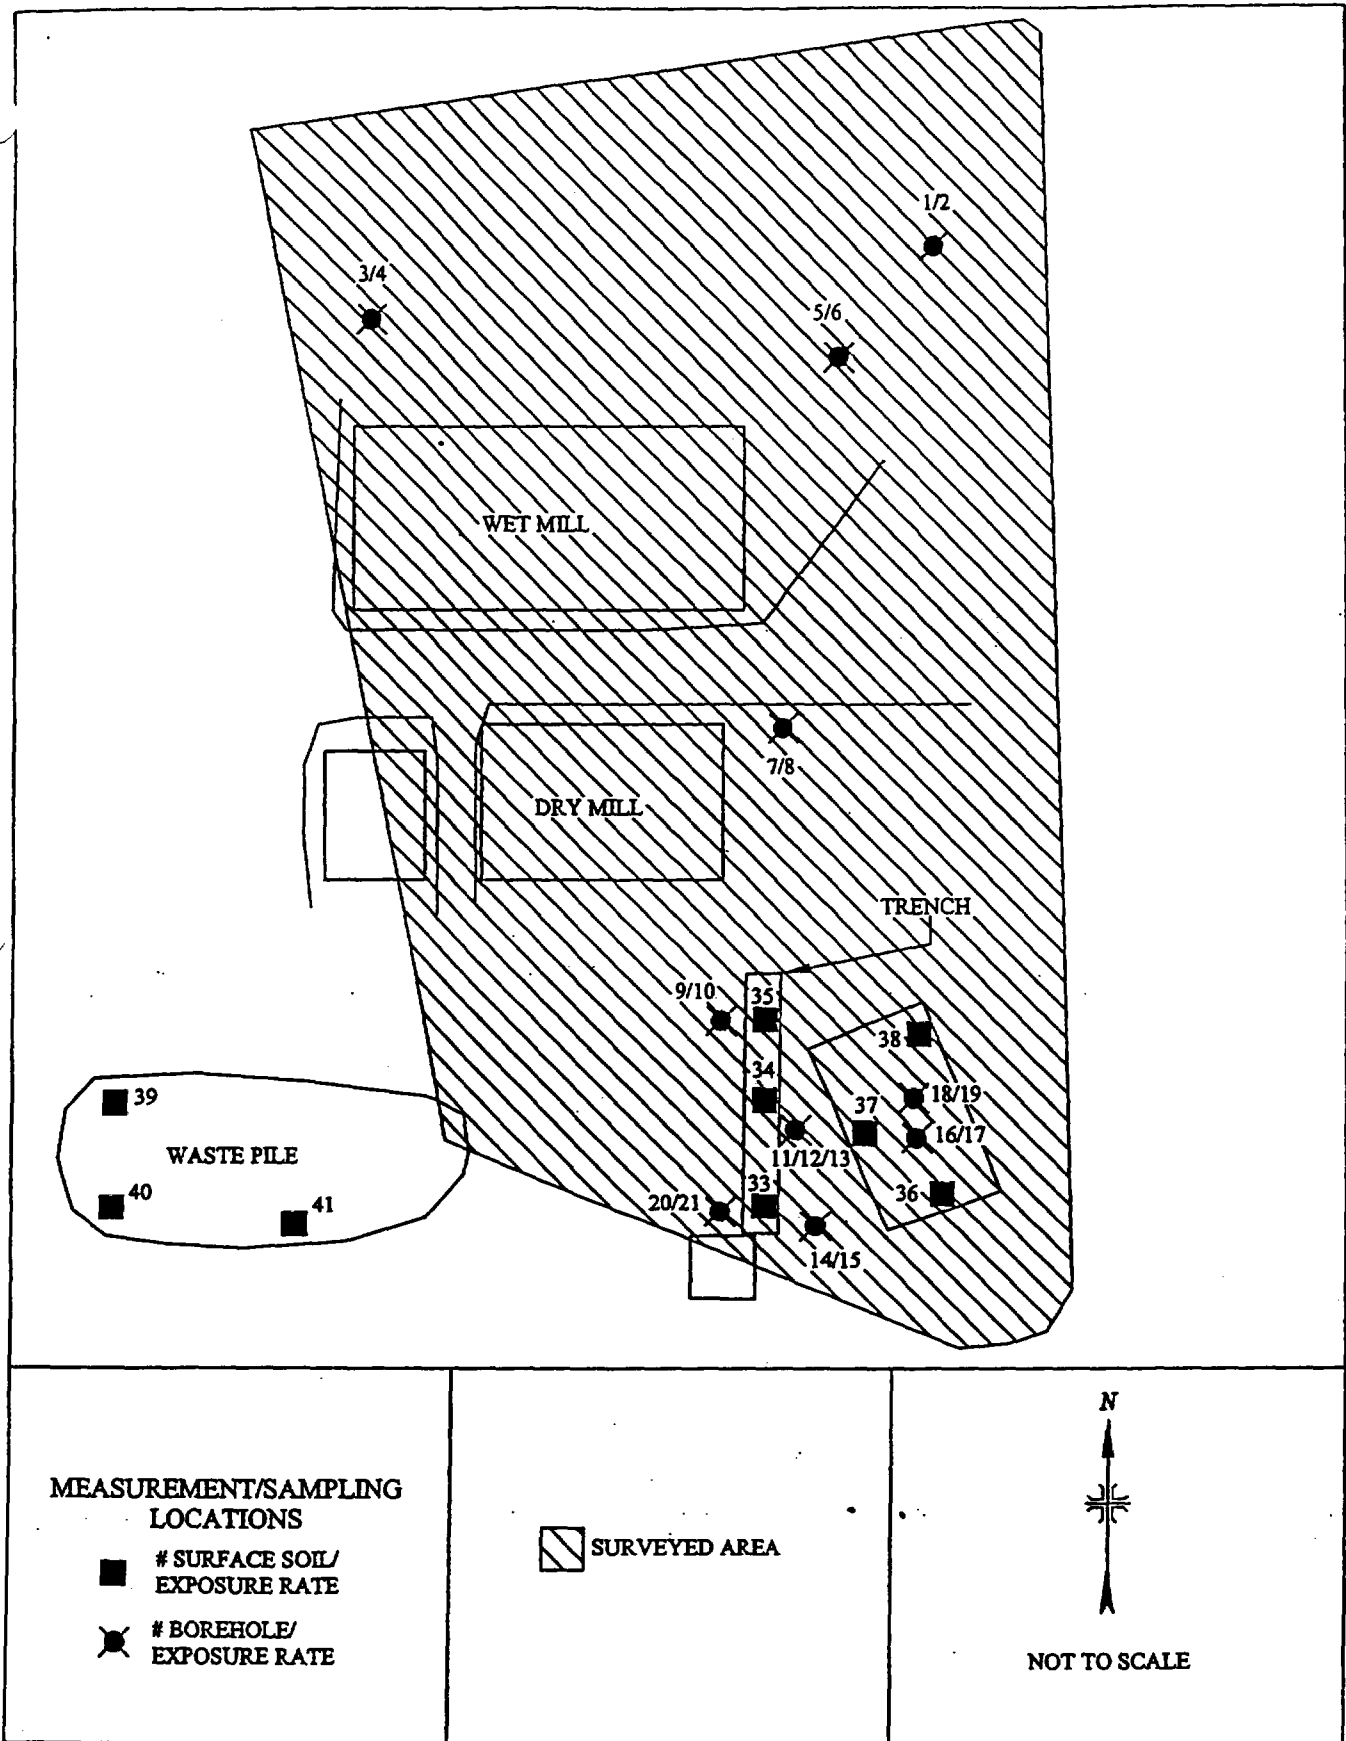 1/2
3/4
5/6
WET MILL
7/8
DRY MILL
TRENCH
9/10
35
38
34
18/19
39
37
16/17
WASTE PILE
11/12/13
40
33
36
41
20/21
14/15
N
MEASUREMENT/SAMPLING
LOCATIONS
# SURFACE SOIL/
EXPOSURE RATE
# BOREHOLE/
EXPOSURE RATE
SURVEYED AREA
NOT TO SCALE